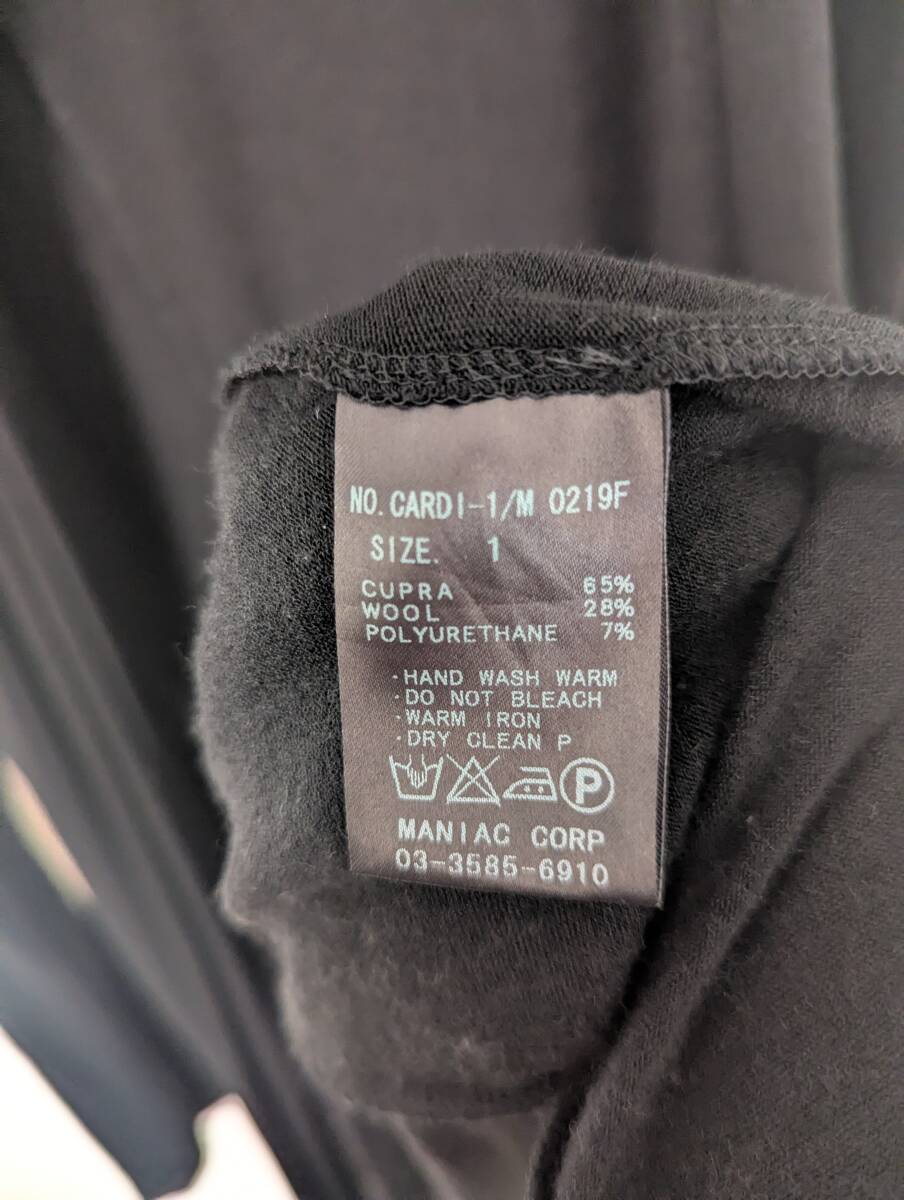 NO. CARDI-1/M 0219F
SIZE. 1
CUPRA 65%
WOOL 28%
POLYURETHANE 7%
·HAND WASH WARM
·DO NOT BLEACH
·WARM IRON
·DRY CLEAN P
P
MANIAC CORP
03-3585-6910